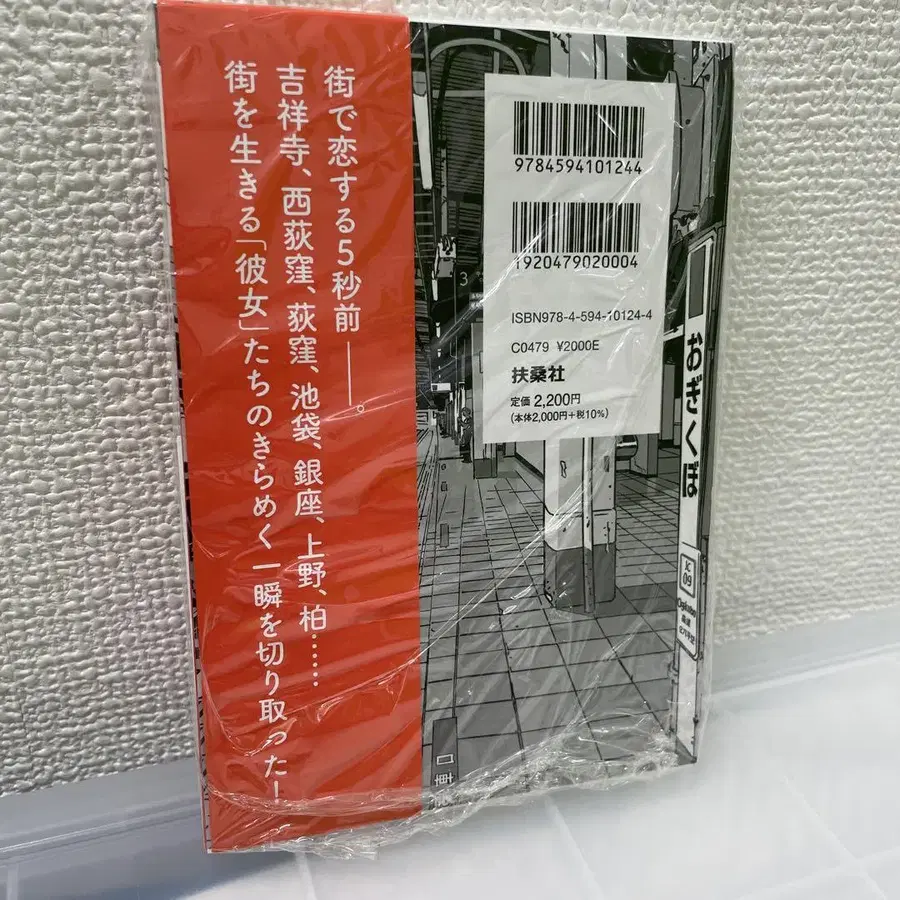 街で恋する5秒前――。
吉祥寺、西荻窪、荻窪、池袋、銀座、上野、柏……
街を生きる「彼女」たちのきらめく一瞬を切り取った!
9784594101244
1920479020004
ISBN978-4-594-10124-4
C0479 ¥2000E
扶桑社
定価 2,200円
(本体2,000円+税10%)
3
おぎくぼ
09